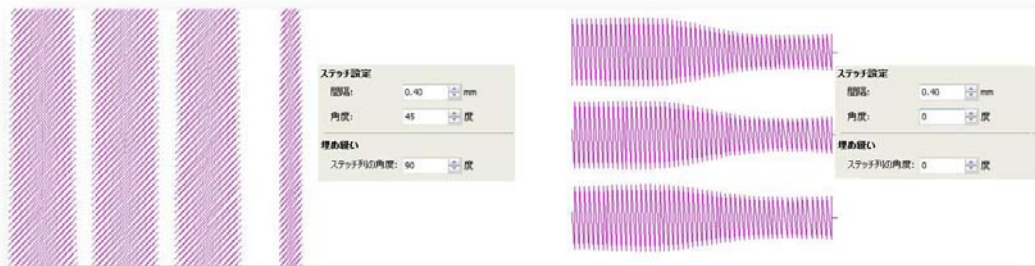 ステッチ設定
間隔: 0.40 mm
角度: 45 度
埋め縫い
ステッチ列の角度: 90 度
ステッチ設定
間隔: 0.40 mm
角度: 0 度
埋め縫い
ステッチ列の角度: 0 度